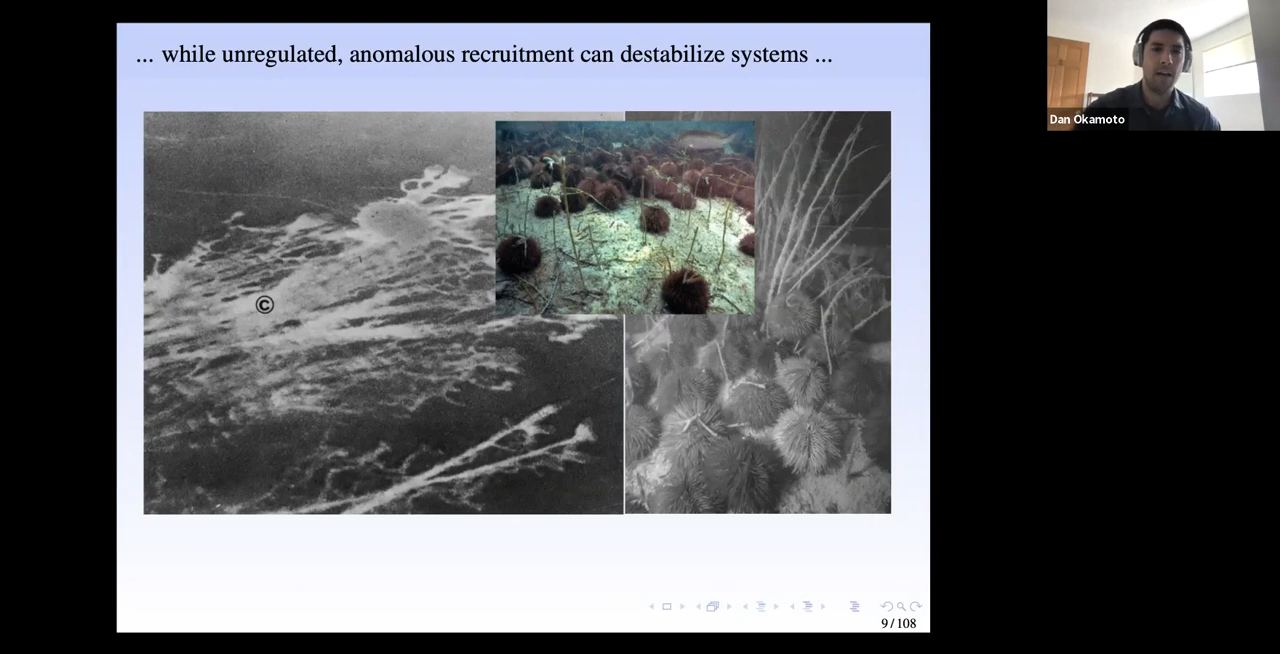 ... while unregulated, anomalous recruitment can destabilize systems ...
Dan Okamoto
©
9 / 108